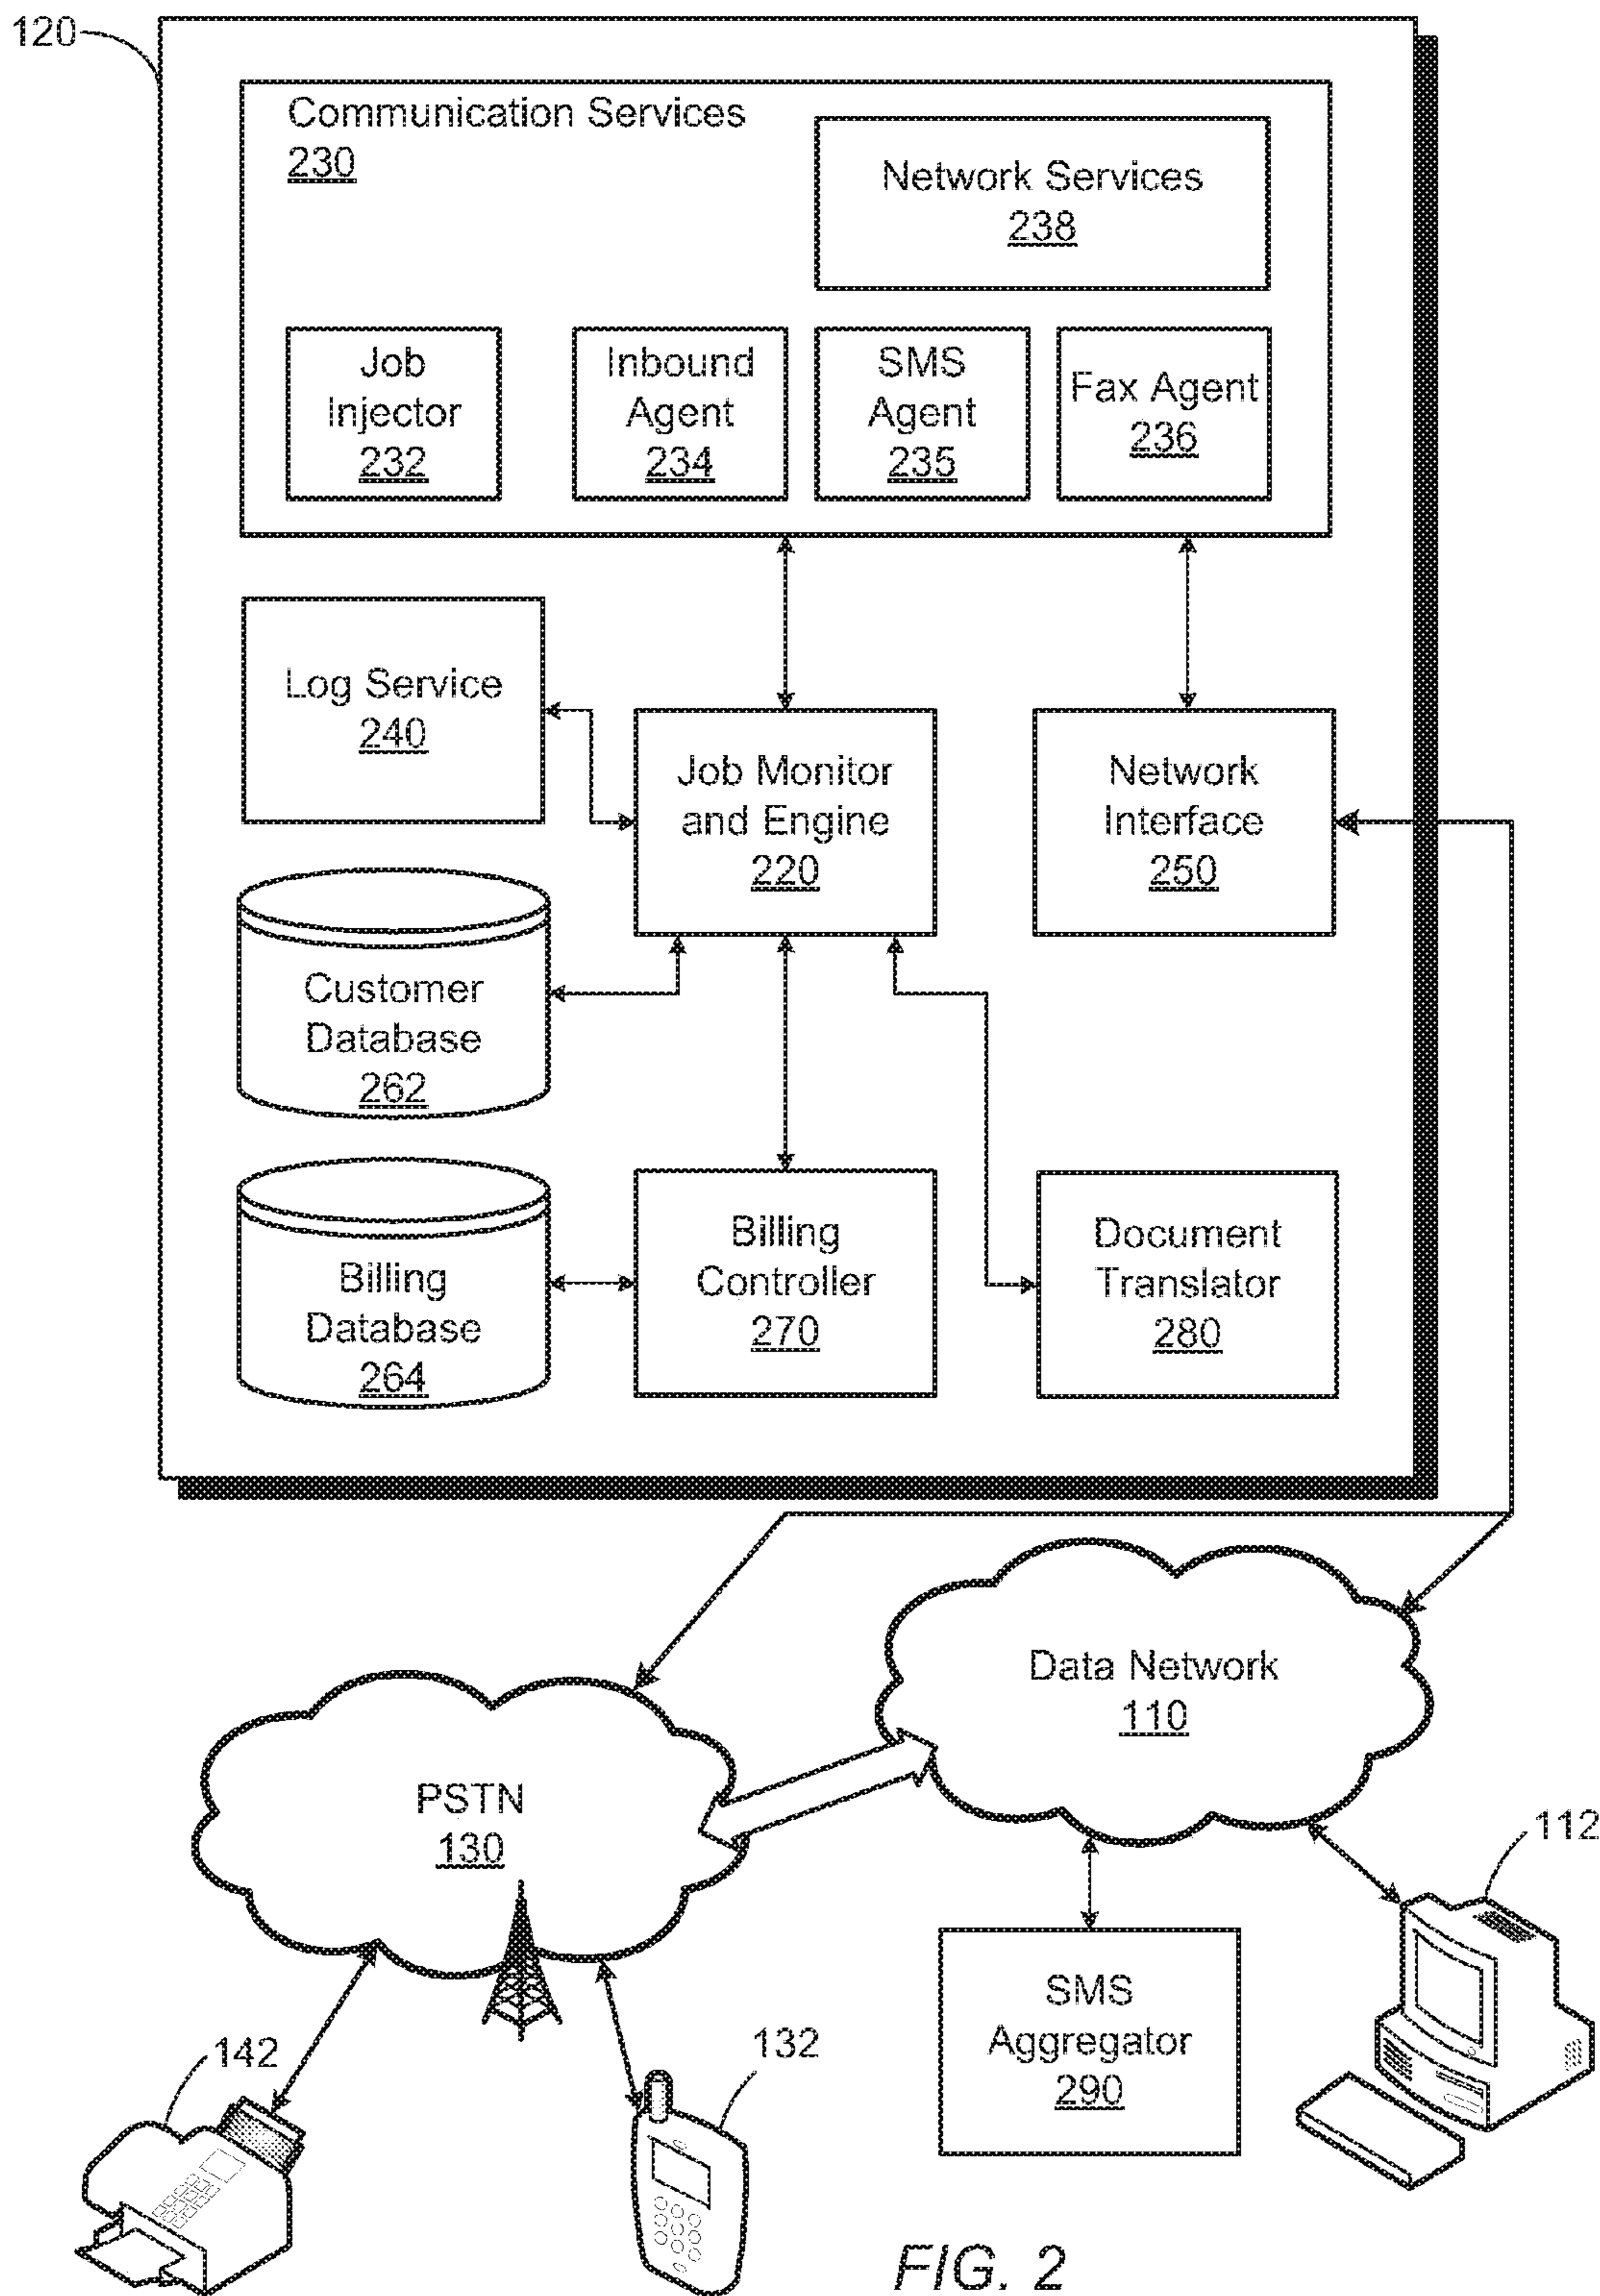 120
Communication Services
230
Network Services
238
Job
Injector
232
Inbound
Agent
234
SMS
Agent
235
Fax Agent
236
Log Service
240
Job Monitor
and Engine
220
Network
Interface
250
Customer
Database
262
Billing
Database
264
Billing
Controller
270
Document
Translator
280
Data Network
110
PSTN
130
112
SMS
Aggregator
290
142
132
FIG. 2